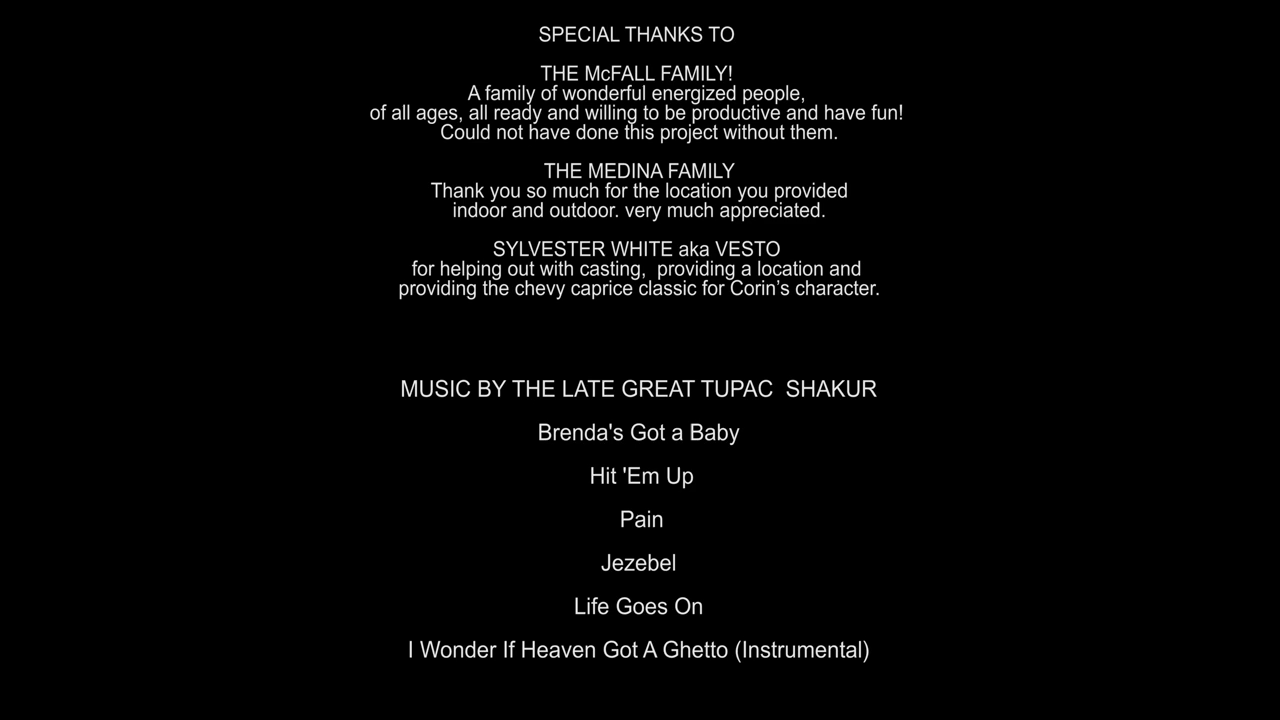 SPECIAL THANKS TO
THE McFALL FAMILY!
A family of wonderful energized people,
of all ages, all ready and willing to be productive and have fun!
Could not have done this project without them.
THE MEDINA FAMILY
Thank you so much for the location you provided
indoor and outdoor. very much appreciated.
SYLVESTER WHITE aka VESTO
for helping out with casting,  providing a location and
providing the chevy caprice classic for Corin’s character.
MUSIC BY THE LATE GREAT TUPAC  SHAKUR
Brenda's Got a Baby
Hit 'Em Up
Pain
Jezebel
Life Goes On
I Wonder If Heaven Got A Ghetto (Instrumental)